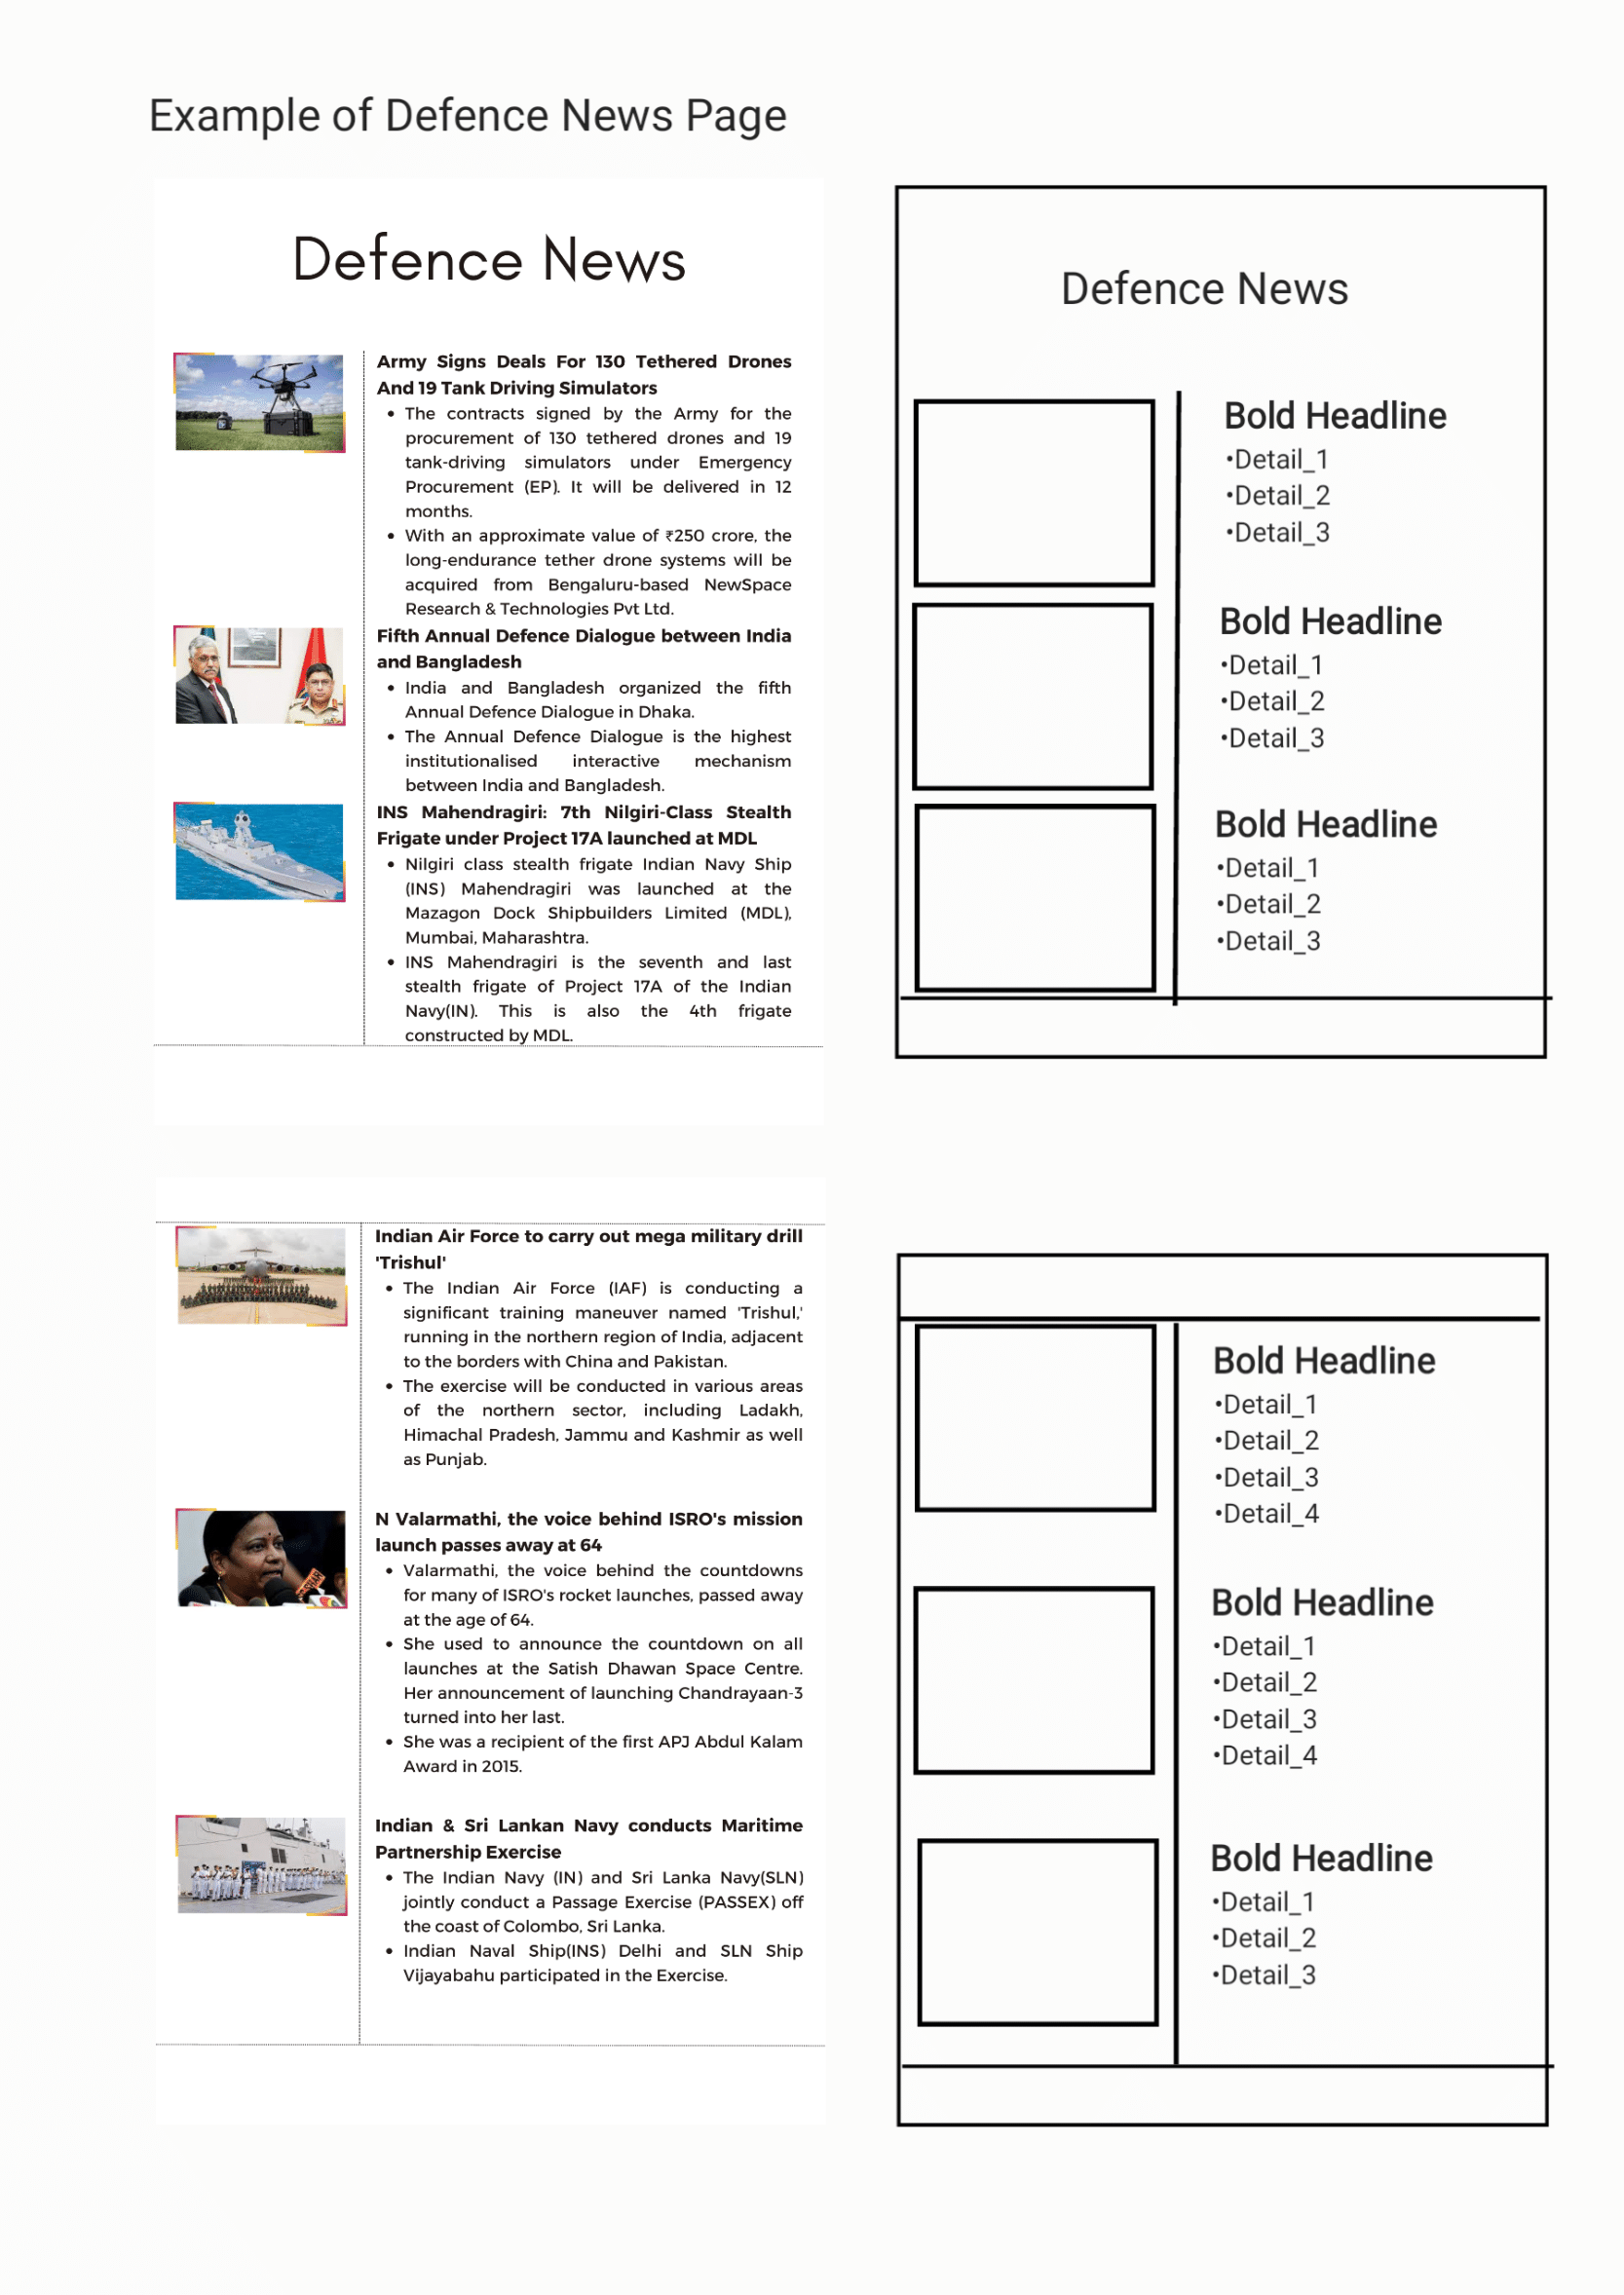 Example of Defence News Page
Defence News
Army Signs Deals For 130 Tethered Drones
And 19 Tank Driving Simulators
• The contracts signed by the Army for the
procurement of 130 tethered drones and 19
tank-driving simulators under Emergency
Procurement (EP). It will be delivered in 12
months.
• With an approximate value of ₹250 crore, the
long-endurance tether drone systems will be
acquired from Bengaluru-based NewSpace
Research & Technologies Pvt Ltd.
Fifth Annual Defence Dialogue between India
and Bangladesh
• India and Bangladesh organized the fifth
Annual Defence Dialogue in Dhaka.
• The Annual Defence Dialogue is the highest
institutionalised interactive mechanism
between India and Bangladesh.
INS Mahendragiri: 7th Nilgiri-Class Stealth
Frigate under Project 17A launched at MDL
• Nilgiri class stealth frigate Indian Navy Ship
(INS) Mahendragiri was launched at the
Mazagon Dock Shipbuilders Limited (MDL),
Mumbai, Maharashtra.
• INS Mahendragiri is the seventh and last
stealth frigate of Project 17A of the Indian
Navy(IN). This is also the 4th frigate
constructed by MDL.
Defence News
Bold Headline
•Detail_1
•Detail_2
•Detail_3
Bold Headline
•Detail_1
•Detail_2
•Detail_3
Bold Headline
•Detail_1
•Detail_2
•Detail_3
Indian Air Force to carry out mega military drill
'Trishul'
• The Indian Air Force (IAF) is conducting a
significant training maneuver named 'Trishul,'
running in the northern region of India, adjacent
to the borders with China and Pakistan.
• The exercise will be conducted in various areas
of the northern sector, including Ladakh,
Himachal Pradesh, Jammu and Kashmir as well
as Punjab.
N Valarmathi, the voice behind ISRO's mission
launch passes away at 64
• Valarmathi, the voice behind the countdowns
for many of ISRO's rocket launches, passed away
at the age of 64.
• She used to announce the countdown on all
launches at the Satish Dhawan Space Centre.
Her announcement of launching Chandrayaan-3
turned into her last.
• She was a recipient of the first APJ Abdul Kalam
Award in 2015.
Indian & Sri Lankan Navy conducts Maritime
Partnership Exercise
• The Indian Navy (IN) and Sri Lanka Navy(SLN)
jointly conduct a Passage Exercise (PASSEX) off
the coast of Colombo, Sri Lanka.
• Indian Naval Ship(INS) Delhi and SLN Ship
Vijayabahu participated in the Exercise.
Bold Headline
•Detail_1
•Detail_2
•Detail_3
•Detail_4
Bold Headline
•Detail_1
•Detail_2
•Detail_3
•Detail_4
Bold Headline
•Detail_1
•Detail_2
•Detail_3